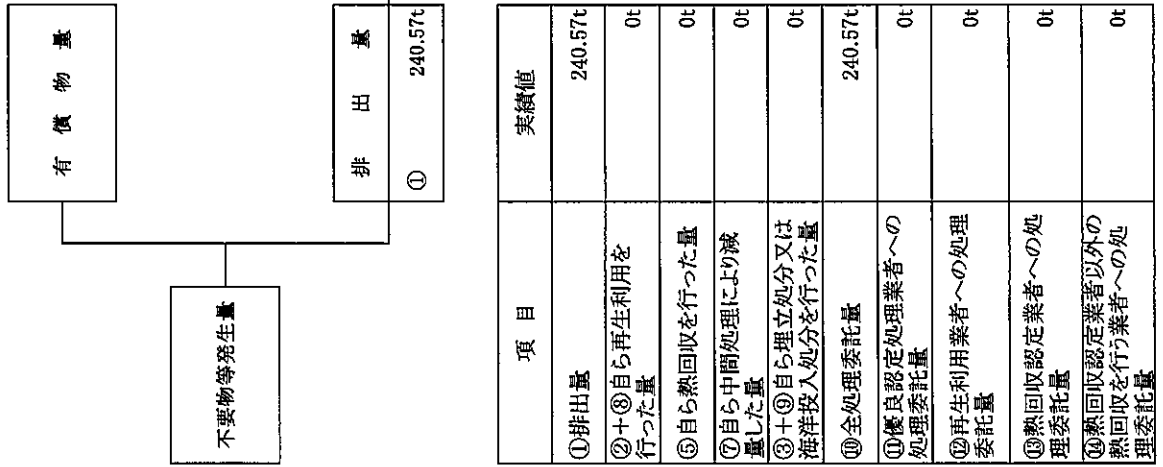 不要物等発生量
有償物量
排出量
① 240.57t
項目 実績値
①排出量 240.57t
②+⑧自ら再生利用を
行った量 0t
⑤自ら熱回収を行った量 0t
⑦自ら中間処理により減
量した量 0t
③+⑨自ら埋立処分又は
海洋投入処分を行った量 0t
⑩全処理委託量 240.57t
⑪優良認定処理業者への
処理委託量 0t
⑫再生利用業者への処理
委託量 0t
⑬熱回収認定業者への処
理委託量 0t
⑭熱回収認定業者以外の
熱回収を行う業者への処
理委託量 0t